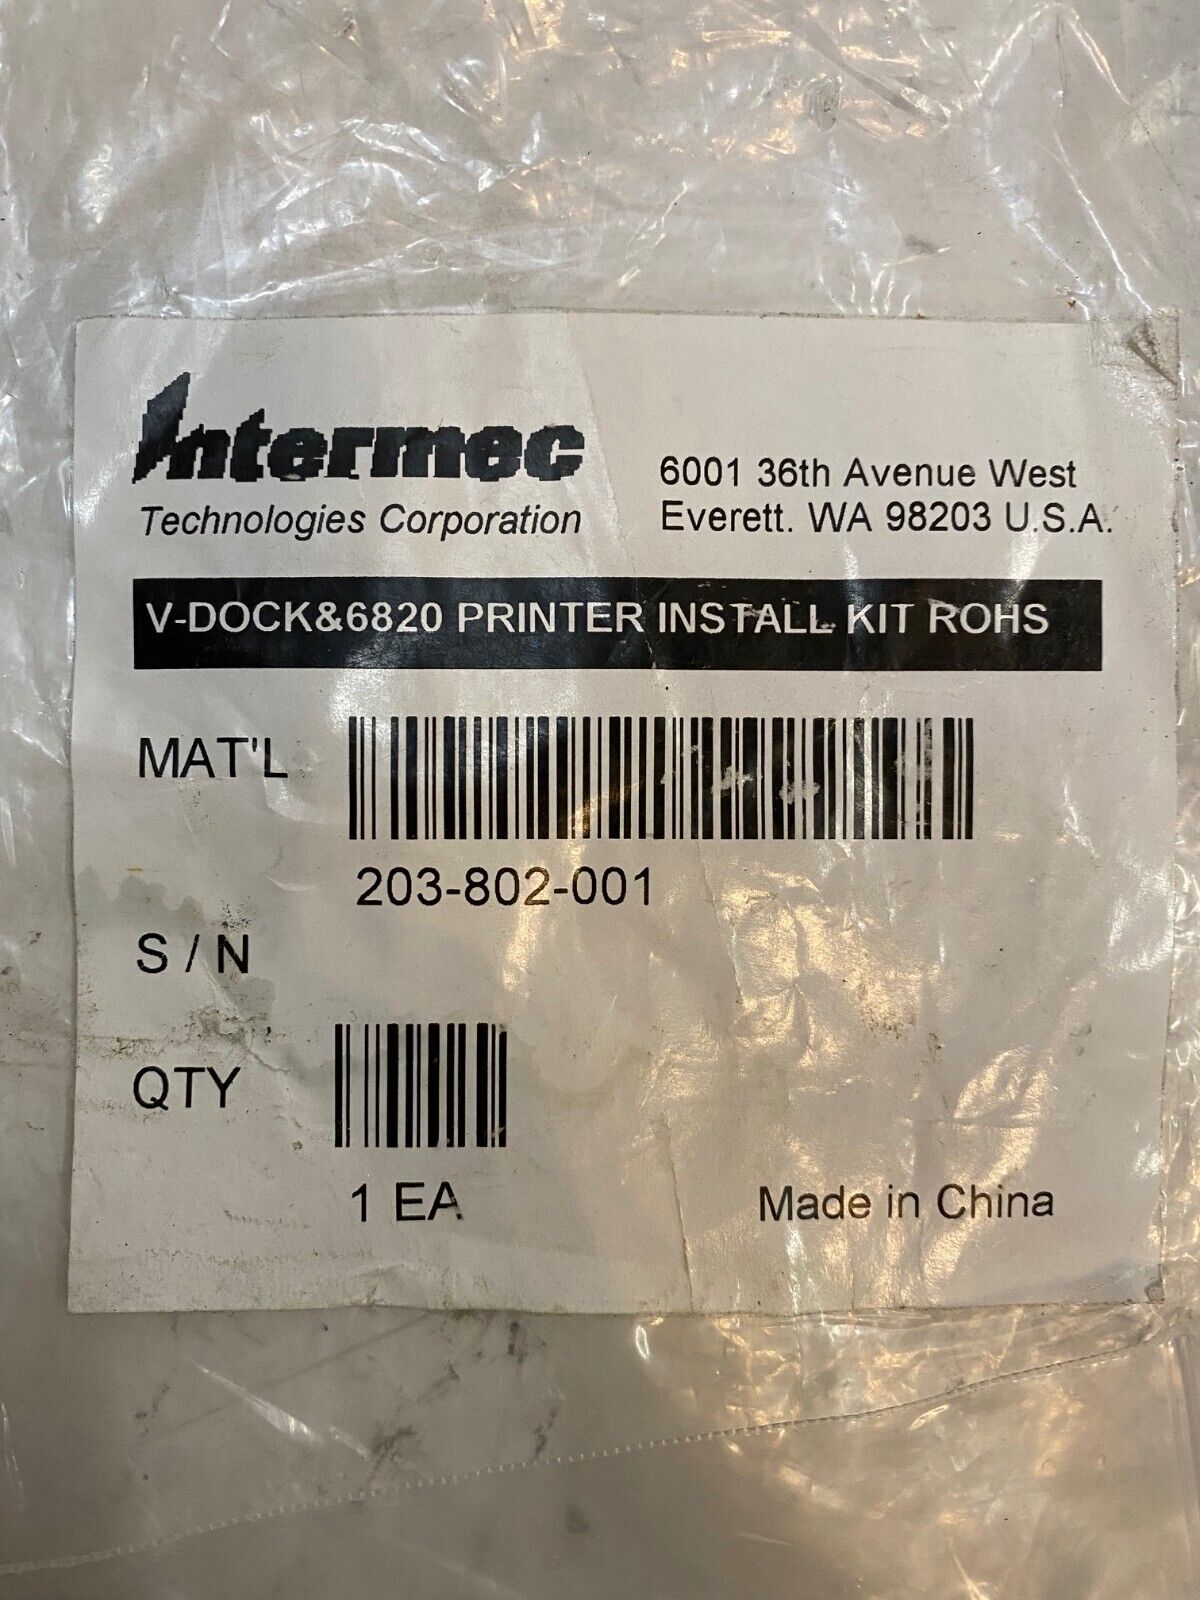 Intermec
Technologies Corporation
6001 36th Avenue West
Everett. WA 98203 U.S.A.
V-DOCK&6820 PRINTER INSTALL KIT ROHS
MAT'L
203-802-001
S / N
QTY
1 EA
Made in China